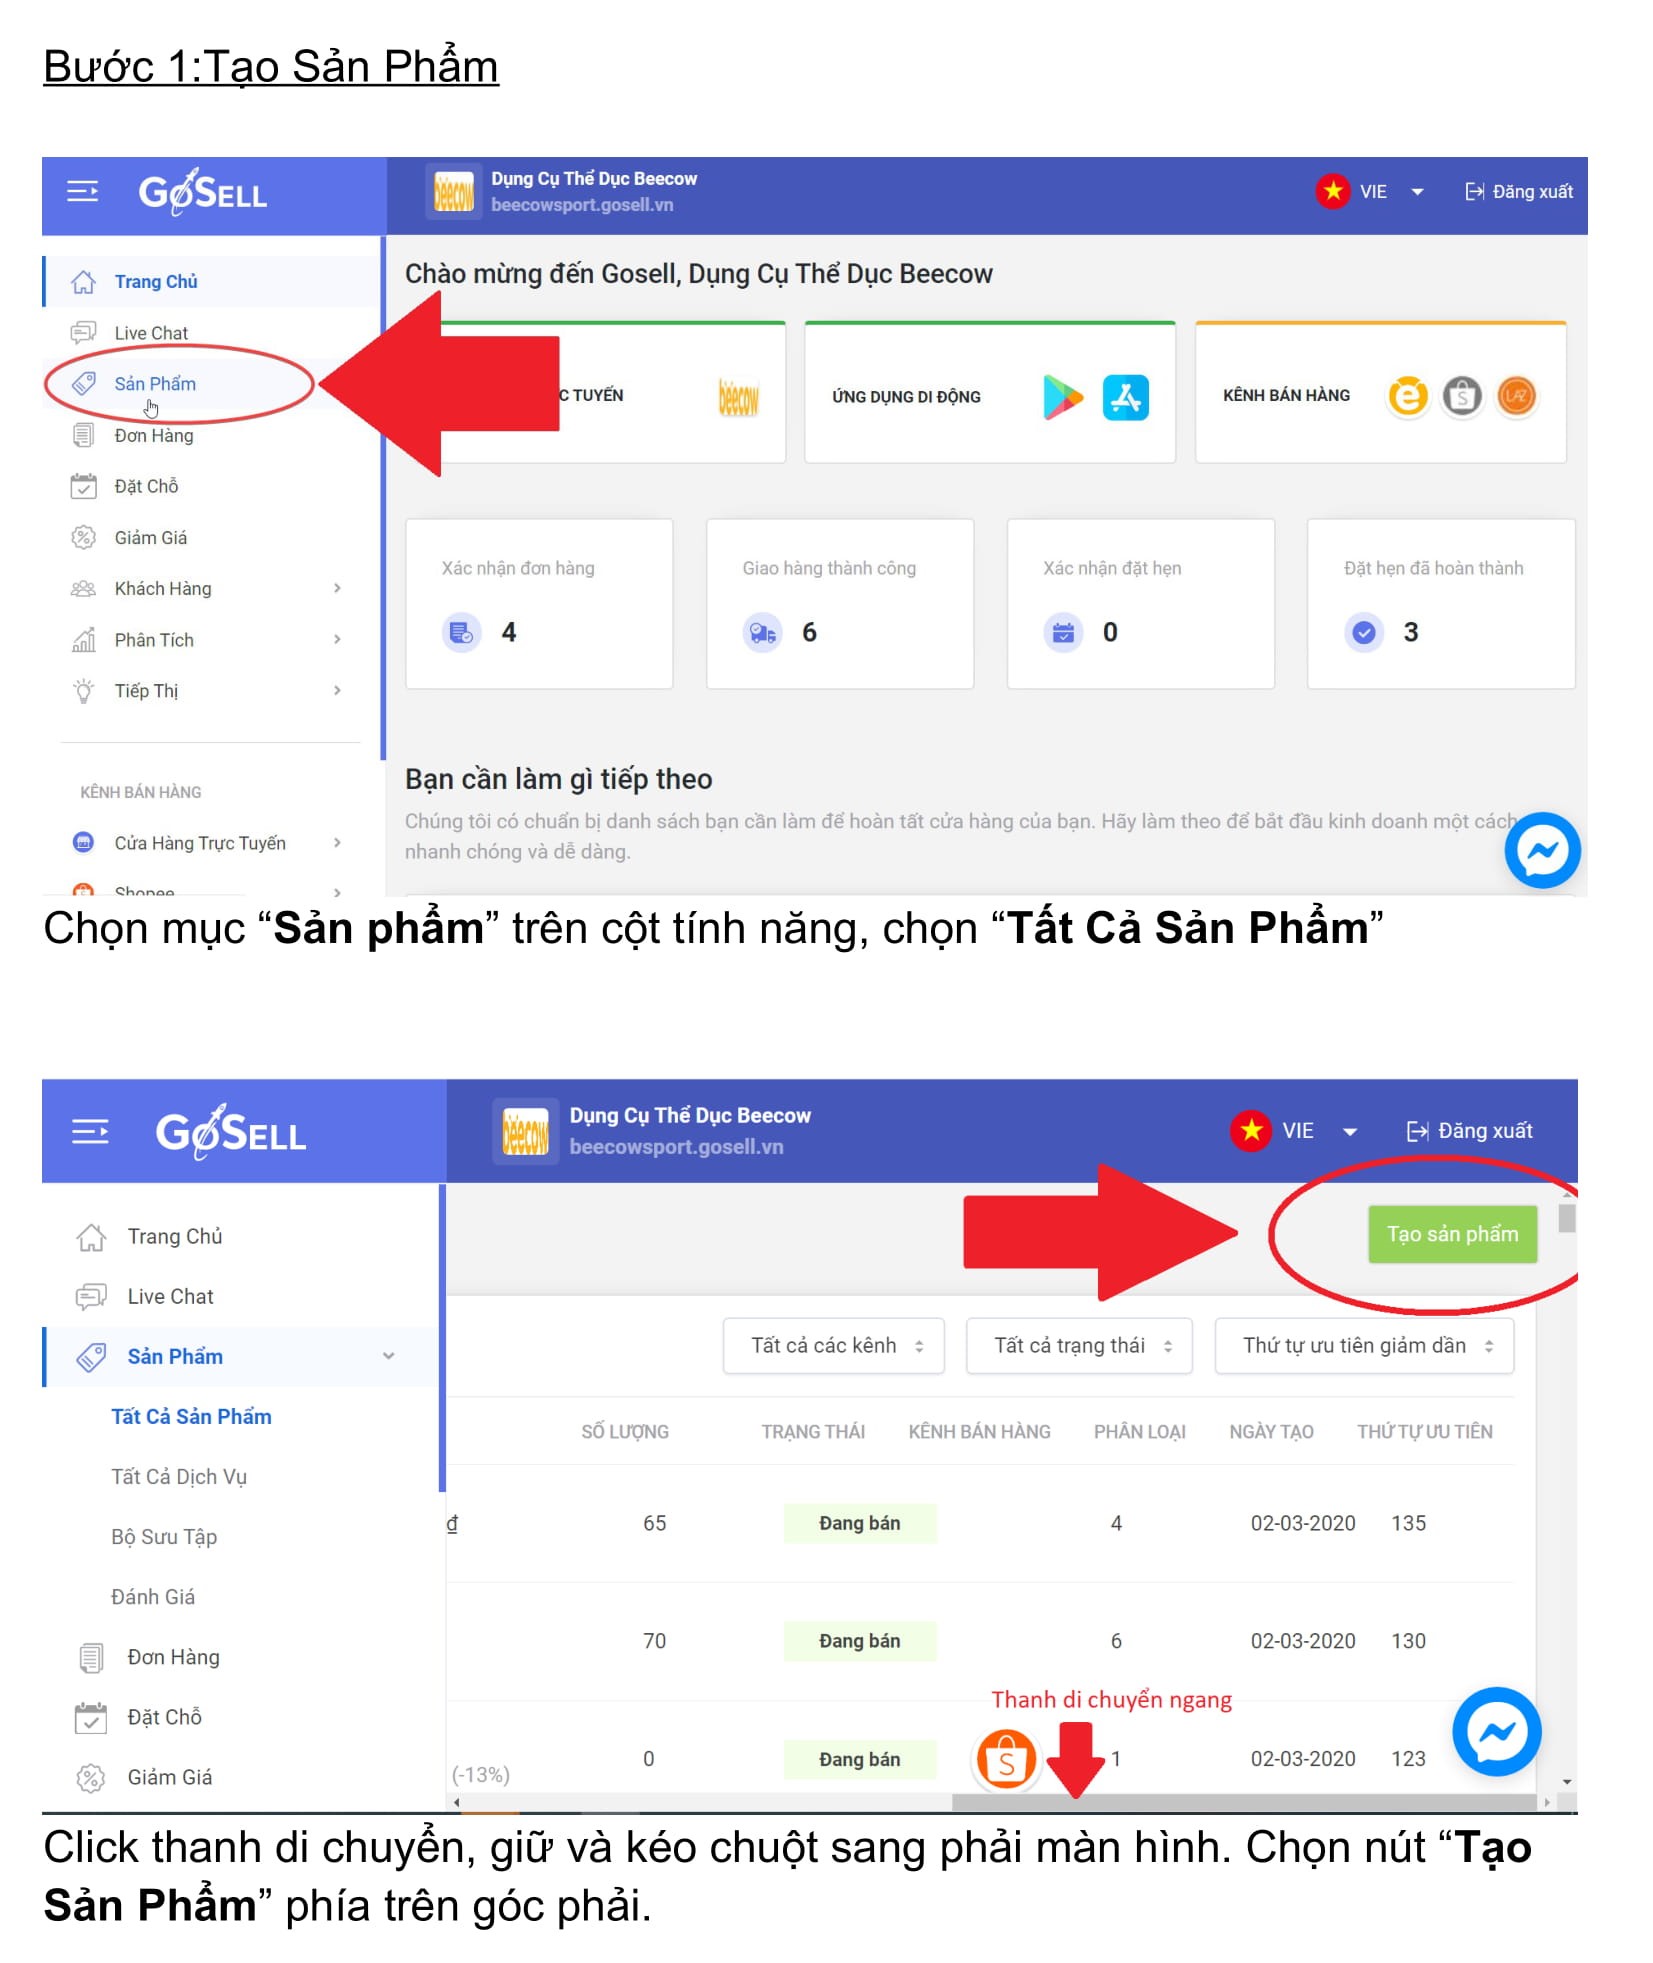 Bước 1:Tạo Sản Phẩm
GoSELL
Dụng Cụ Thể Dục Beecow
beecowsport.gosell.vn
VIE
Đăng xuất
beecow
Trang Chủ
Live Chat
Sản Phẩm
Đơn Hàng
Đặt Chỗ
Giảm Giá
Khách Hàng
Phân Tích
Tiếp Thị
KÊNH BÁN HÀNG
Cửa Hàng Trực Tuyến
Shopee
Chào mừng đến Gosell, Dụng Cụ Thể Dục Beecow
C TUYẾN
beecow
ỨNG DỤNG DI ĐỘNG
KÊNH BÁN HÀNG
Xác nhận đơn hàng
4
Giao hàng thành công
6
Xác nhận đặt hẹn
0
Đặt hẹn đã hoàn thành
3
Bạn cần làm gì tiếp theo
Chúng tôi có chuẩn bị danh sách bạn cần làm để hoàn tất cửa hàng của bạn. Hãy làm theo để bắt đầu kinh doanh một cách
nhanh chóng và dễ dàng.
Chọn mục “Sản phẩm” trên cột tính năng, chọn “Tất Cả Sản Phẩm”
GoSELL
beecow
Dụng Cụ Thể Dục Beecow
beecowsport.gosell.vn
VIE
Đăng xuất
Trang Chủ
Live Chat
Sản Phẩm
Tất Cả Sản Phẩm
Tất Cả Dịch Vụ
Bộ Sưu Tập
Đánh Giá
Đơn Hàng
Đặt Chỗ
Giảm Giá
Tạo sản phẩm
Tất cả các kênh
Tất cả trạng thái
Thứ tự ưu tiên giảm dần
SỐ LƯỢNG TRẠNG THÁI KÊNH BÁN HÀNG PHÂN LOẠI NGÀY TẠO THỨ TỰ ƯU TIÊN
đ 65 Đang bán 4 02-03-2020 135
70 Đang bán 6 02-03-2020 130
Thanh di chuyển ngang
(-13%) 0 Đang bán 1 02-03-2020 123
Click thanh di chuyển, giữ và kéo chuột sang phải màn hình. Chọn nút “Tạo
Sản Phẩm” phía trên góc phải.